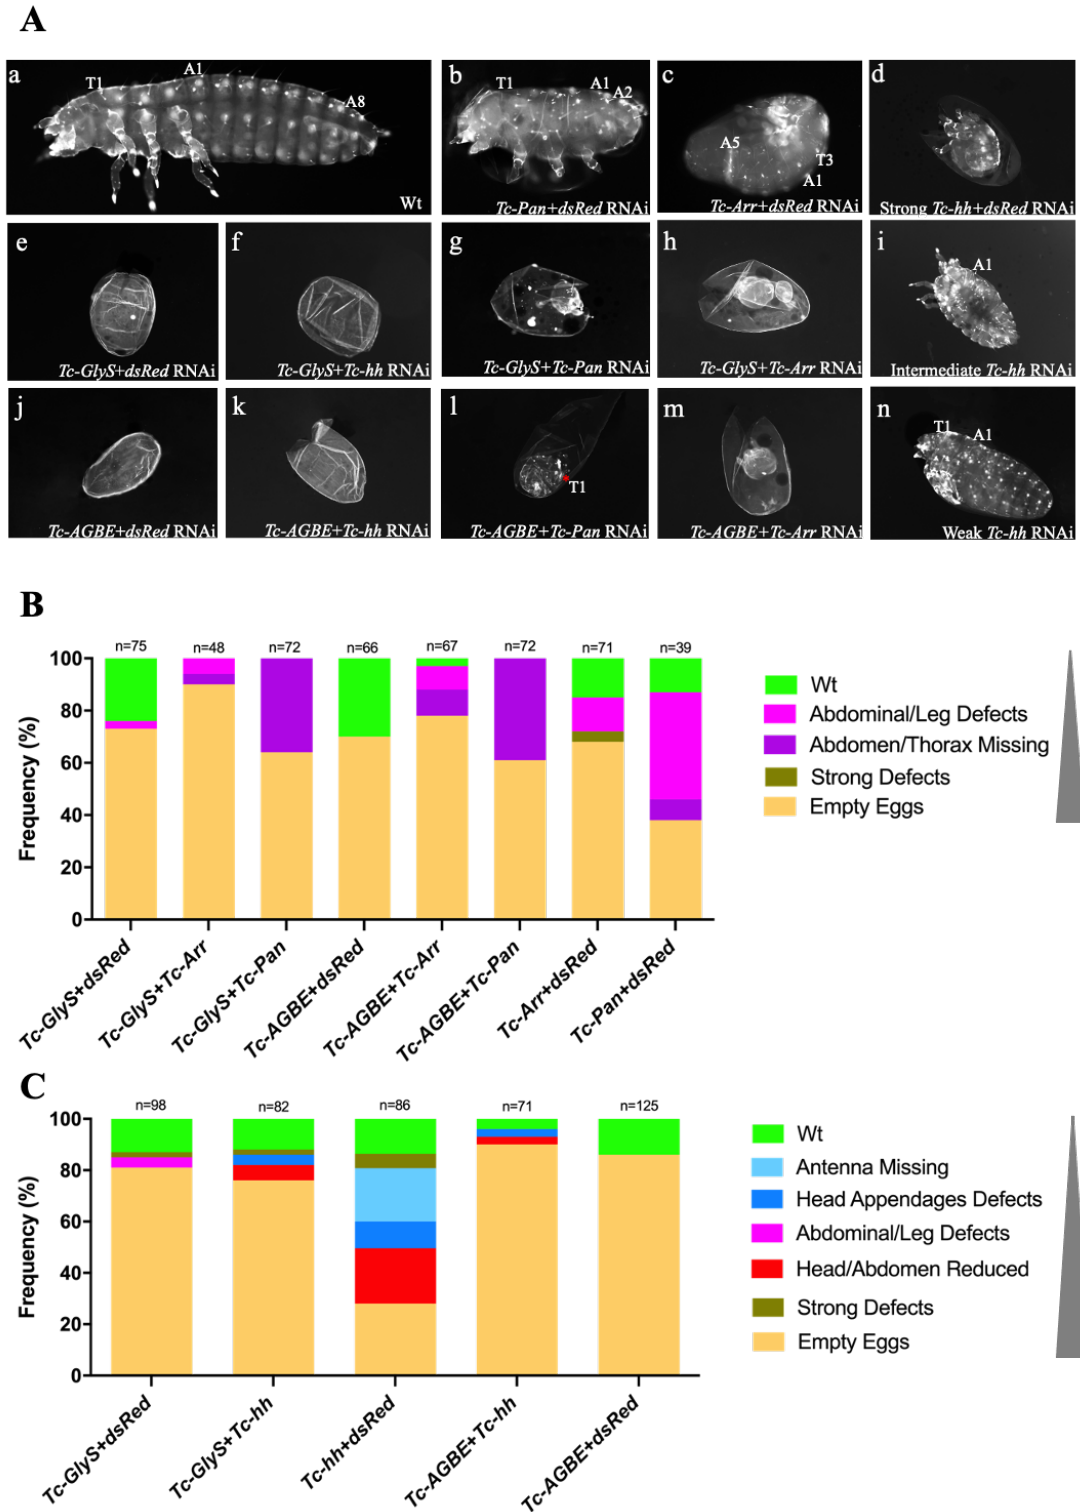 A
a
T1
A1
A8
Wt
b
T1
A1
A2
Tc-Pan+dsRed RNAi
c
A5
T3
A1
Tc-Arr+dsRed RNAi
d
Strong Tc-hh+dsRed RNAi
e
Tc-GlyS+dsRed RNAi
f
Tc-GlyS+Tc-hh RNAi
g
Tc-GlyS+Tc-Pan RNAi
h
Tc-GlyS+Tc-Arr RNAi
i
A1
Intermediate Tc-hh RNAi
j
Tc-AGBE+dsRed RNAi
k
Tc-AGBE+Tc-hh RNAi
l
T1
Tc-AGBE+Tc-Pan RNAi
m
Tc-AGBE+Tc-Arr RNAi
n
T1
A1
Weak Tc-hh RNAi
B
n=75 n=48 n=72 n=66 n=67 n=72 n=71 n=39
Frequency (%)
100
80
60
40
20
0
Tc-GlyS+dsRed
Tc-GlyS+Tc-Arr
Tc-GlyS+Tc-Pan
Tc-AGBE+dsRed
Tc-AGBE+Tc-Arr
Tc-AGBE+Tc-Pan
Tc-Arr+dsRed
Tc-Pan+dsRed
Wt
Abdominal/Leg Defects
Abdomen/Thorax Missing
Strong Defects
Empty Eggs
C
n=98 n=82 n=86 n=71 n=125
Frequency (%)
100
80
60
40
20
0
Tc-GlyS+dsRed
Tc-GlyS+Tc-hh
Tc-hh+dsRed
Tc-AGBE+Tc-hh
Tc-AGBE+dsRed
Wt
Antenna Missing
Head Appendages Defects
Abdominal/Leg Defects
Head/Abdomen Reduced
Strong Defects
Empty Eggs